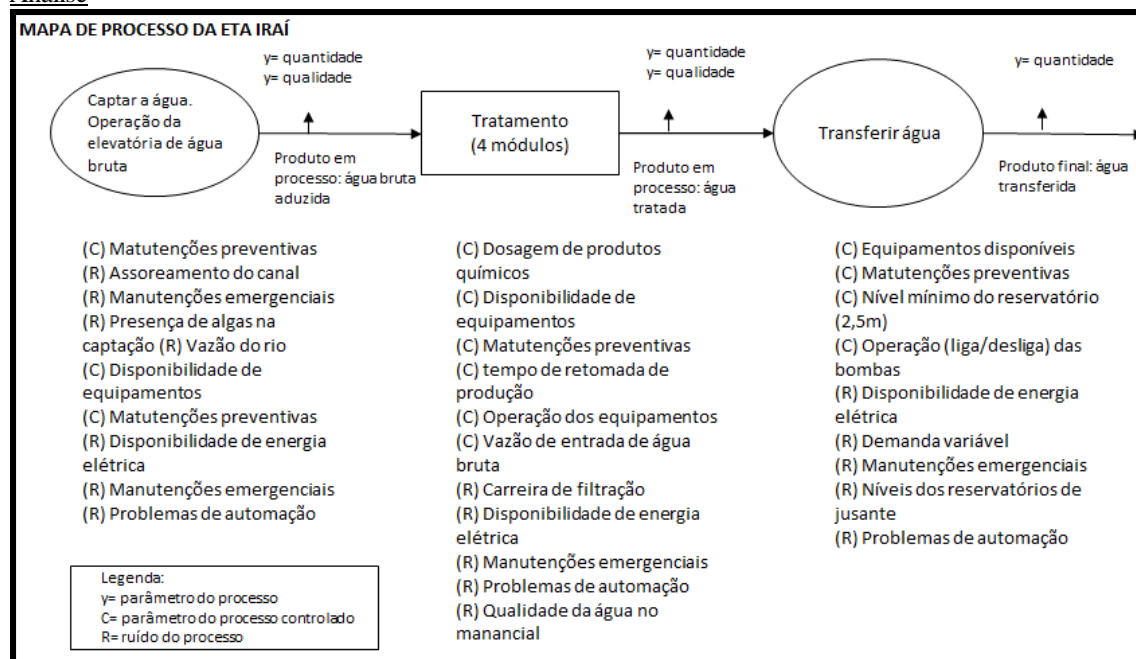 Análise
MAPA DE PROCESSO DA ETA IRAÍ
Captar a água.
Operação da
elevatória de água
bruta
y= quantidade
y= qualidade
Produto em
processo: água bruta
aduzida
Tratamento
(4 módulos)
y= quantidade
y= qualidade
Produto em
processo: água
tratada
Transferir água
y= quantidade
Produto final: água
transferida
(C) Matutenções preventivas
(R) Assoreamento do canal
(R) Manutenções emergenciais
(R) Presença de algas na
captação (R) Vazão do rio
(C) Disponibilidade de
equipamentos
(C) Matutenções preventivas
(R) Disponibilidade de energia
elétrica
(R) Manutenções emergenciais
(R) Problemas de automação
(C) Dosagem de produtos
químicos
(C) Disponibilidade de
equipamentos
(C) Matutenções preventivas
(C) tempo de retomada de
produção
(C) Operação dos equipamentos
(C) Vazão de entrada de água
bruta
(R) Carreira de filtração
(R) Disponibilidade de energia
elétrica
(R) Manutenções emergenciais
(R) Problemas de automação
(R) Qualidade da água no
manancial
(C) Equipamentos disponíveis
(C) Matutenções preventivas
(C) Nível mínimo do reservatório
(2,5m)
(C) Operação (liga/desliga) das
bombas
(R) Disponibilidade de energia
elétrica
(R) Demanda variável
(R) Manutenções emergenciais
(R) Níveis dos reservatórios de
jusante
(R) Problemas de automação
Legenda:
y= parâmetro do processo
C= parâmetro do processo controlado
R= ruído do processo